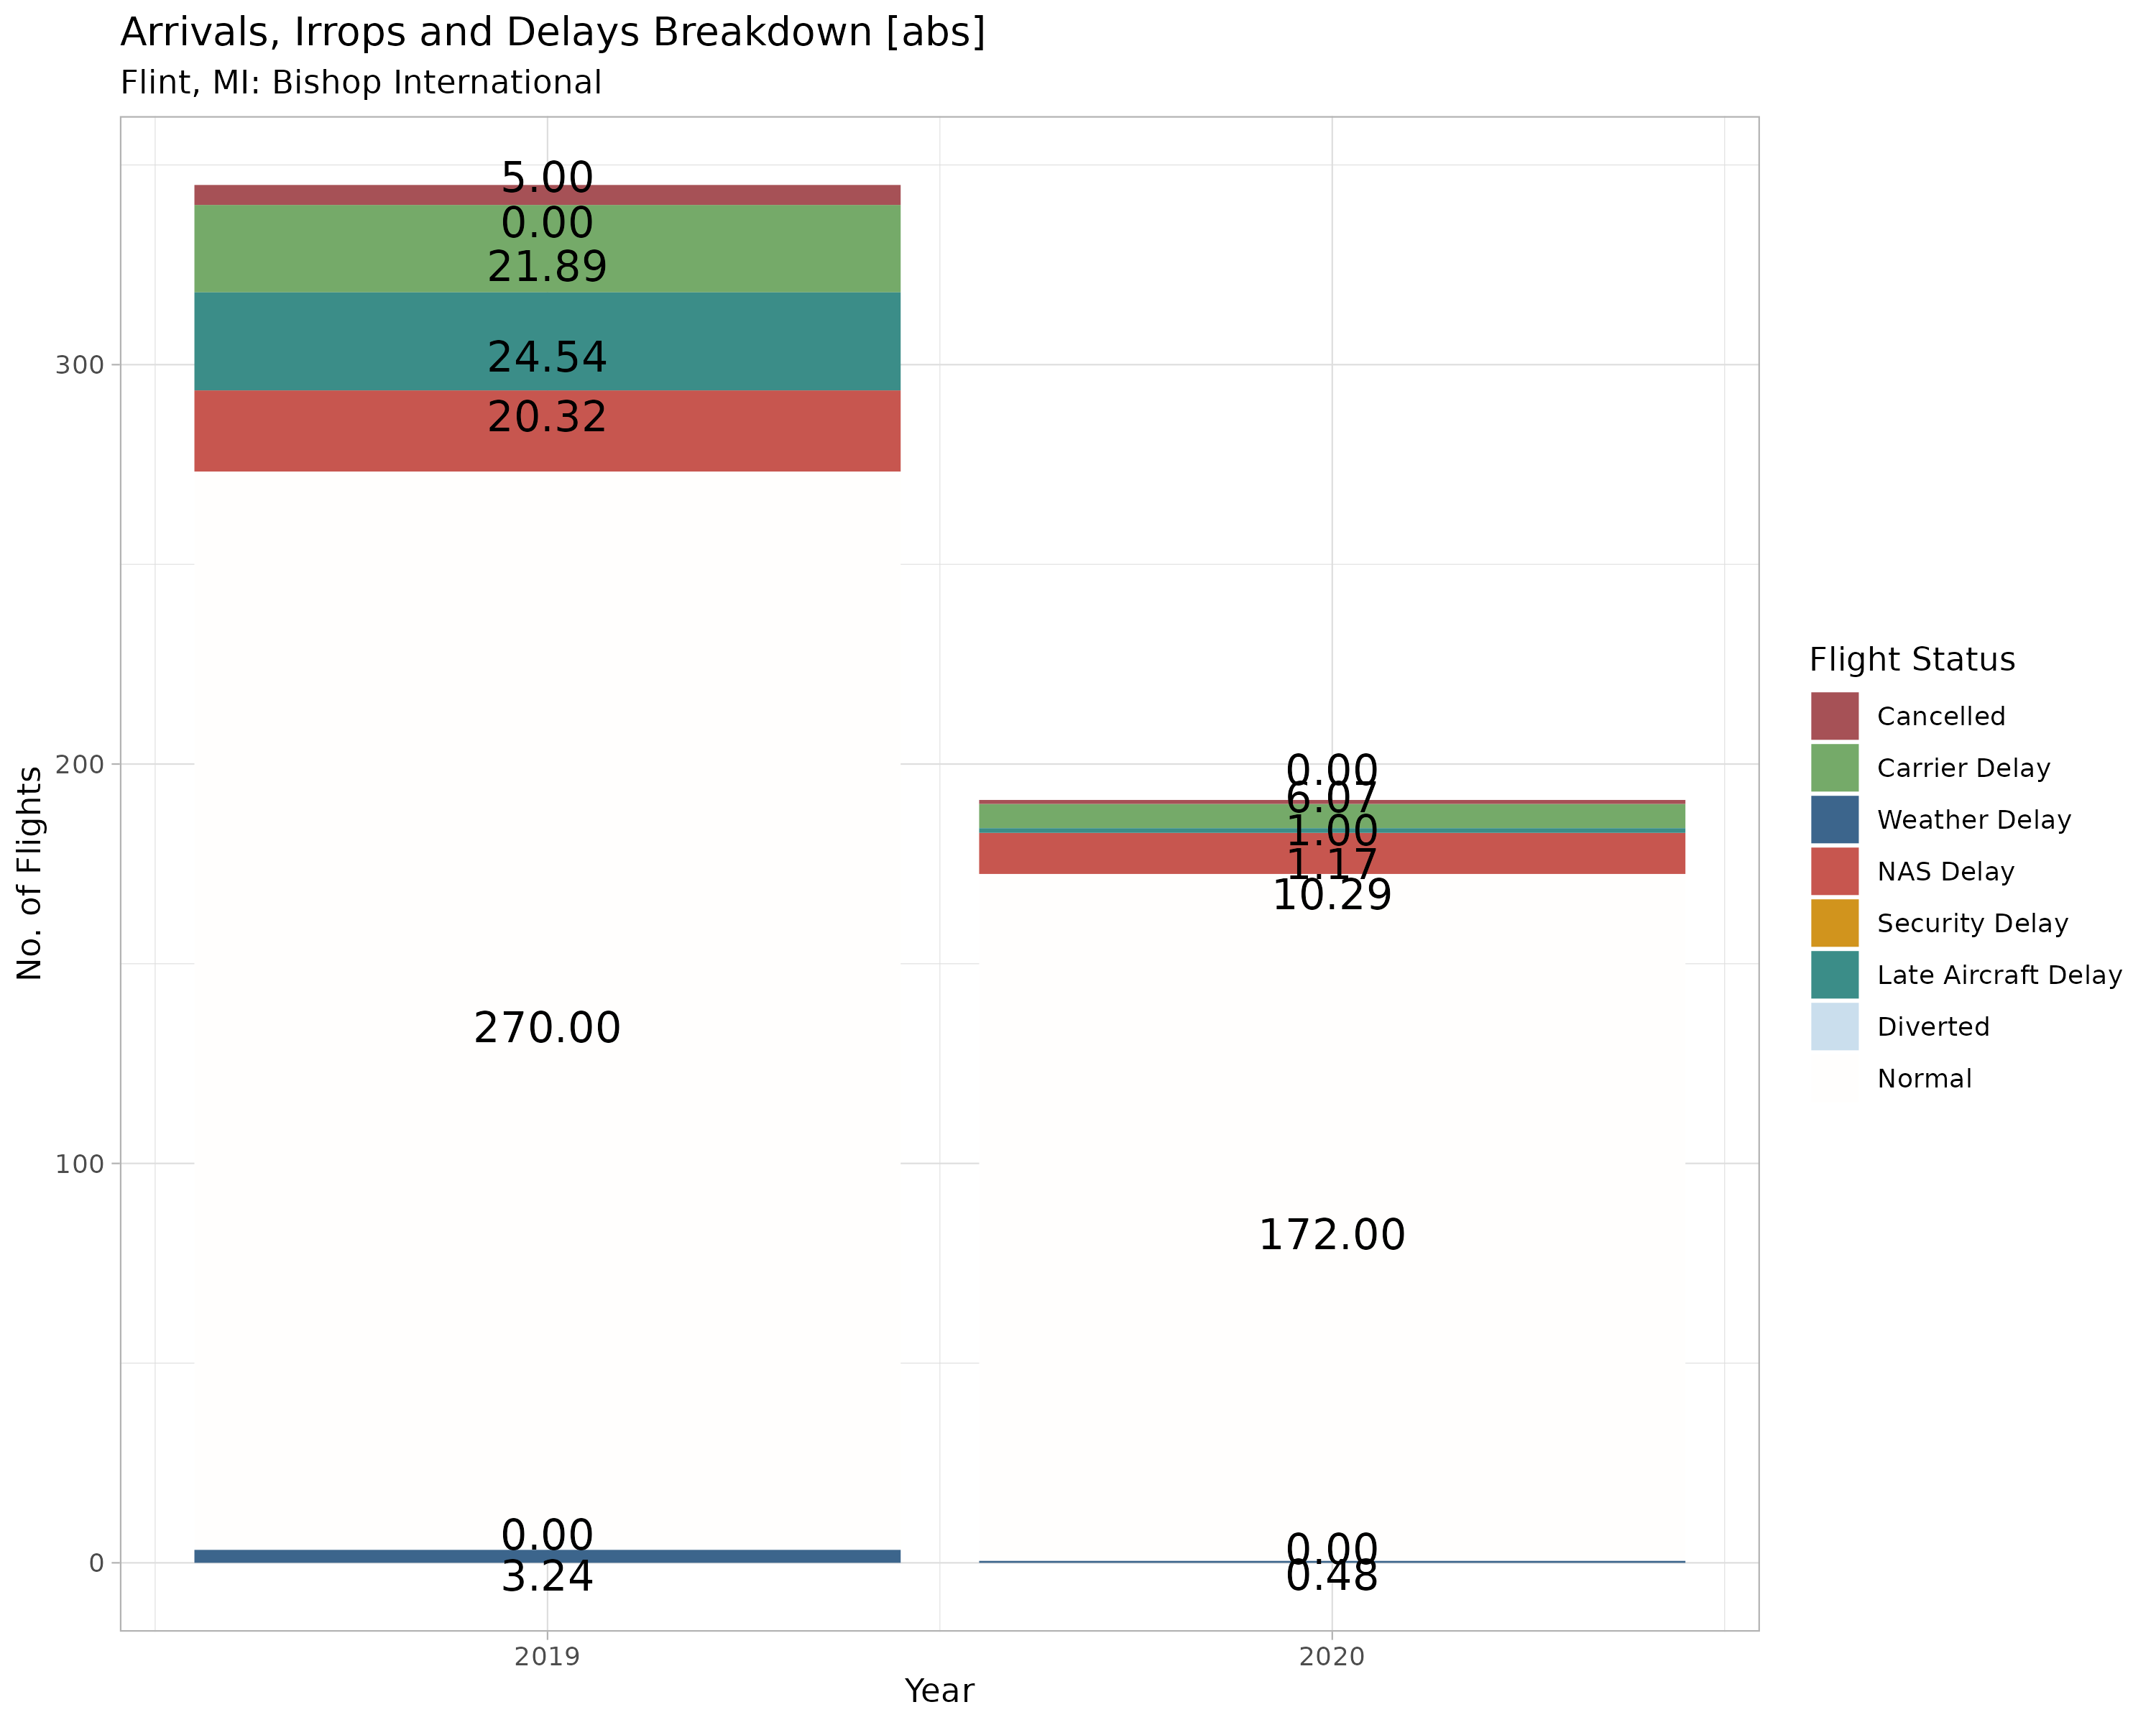 Arrivals, Irrops and Delays Breakdown [abs]
Flint, MI: Bishop International
No. of Flights
300
200
100
0
5.00
0.00
21.89
24.54
20.32
270.00
0.00
3.24
0.00
6.07
1.00
1.17
10.29
172.00
0.00
0.48
2019
2020
Year
Flight Status
Cancelled
Carrier Delay
Weather Delay
NAS Delay
Security Delay
Late Aircraft Delay
Diverted
Normal